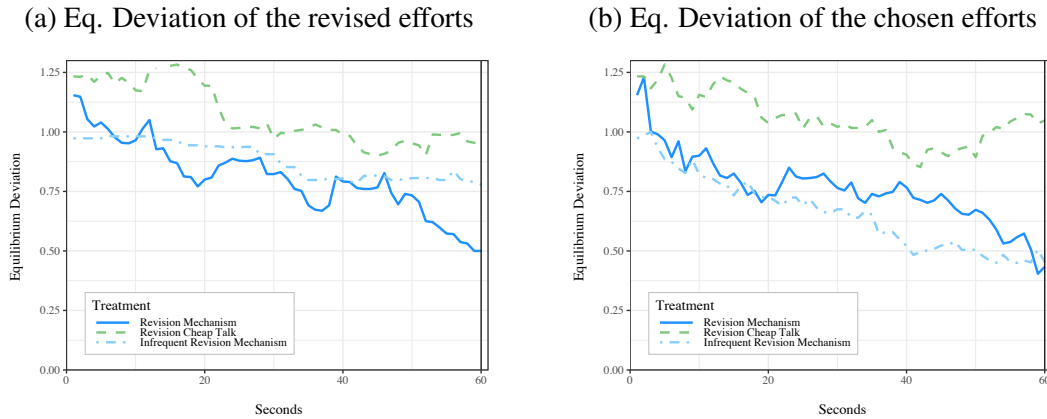 (a) Eq. Deviation of the revised efforts
Equilibrium Deviation
1.25
1.00
0.75
0.50
0.25
0.00
Treatment
Revision Mechanism
Revision Cheap Talk
Infrequent Revision Mechanism
0 20 40 60
Seconds
(b) Eq. Deviation of the chosen efforts
Equilibrium Deviation
1.25
1.00
0.75
0.50
0.25
0.00
Treatment
Revision Mechanism
Revision Cheap Talk
Infrequent Revision Mechanism
0 20 40 60
Seconds